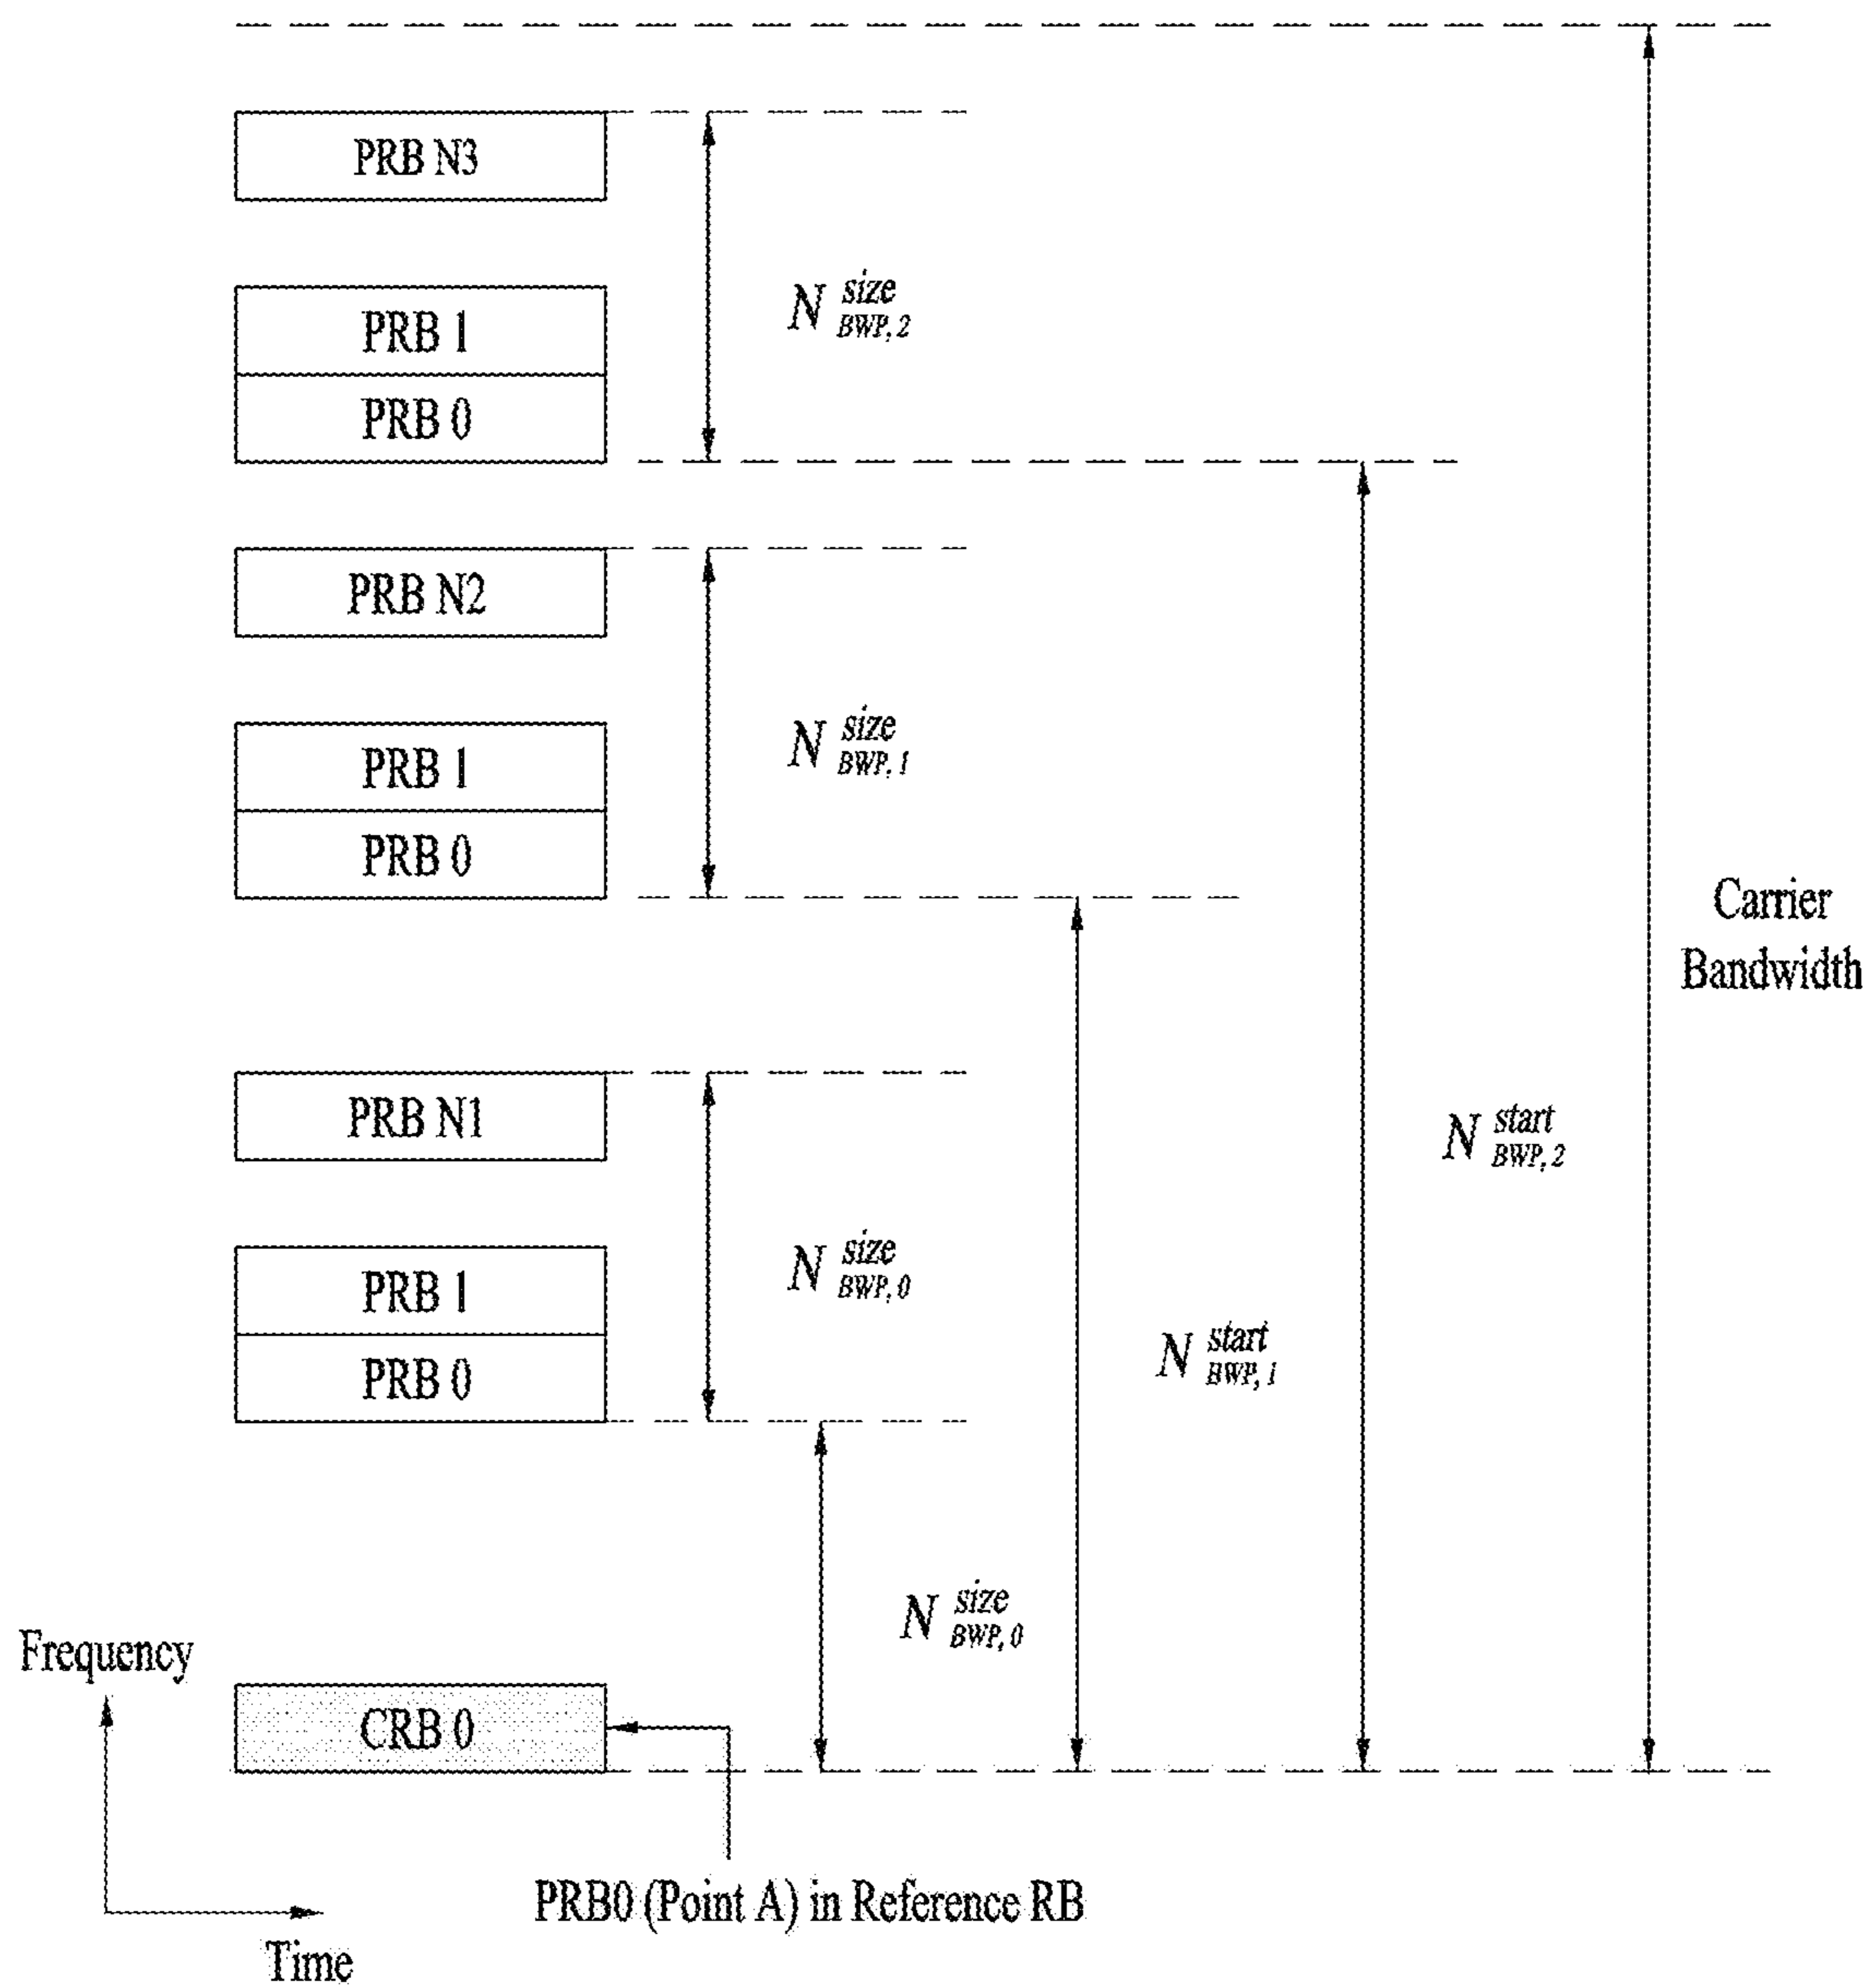 PRB N3
N size BWP, 2
PRB 1
PRB 0
PRB N2
N size BWP, 1
PRB 1
PRB 0
Carrier
Bandwidth
PRB N1
N start BWP, 2
N size BWP, 0
PRB 1
N start BWP, 1
PRB 0
N size BWP, 0
Frequency
CRB 0
PRB0 (Point A) in Reference RB
Time